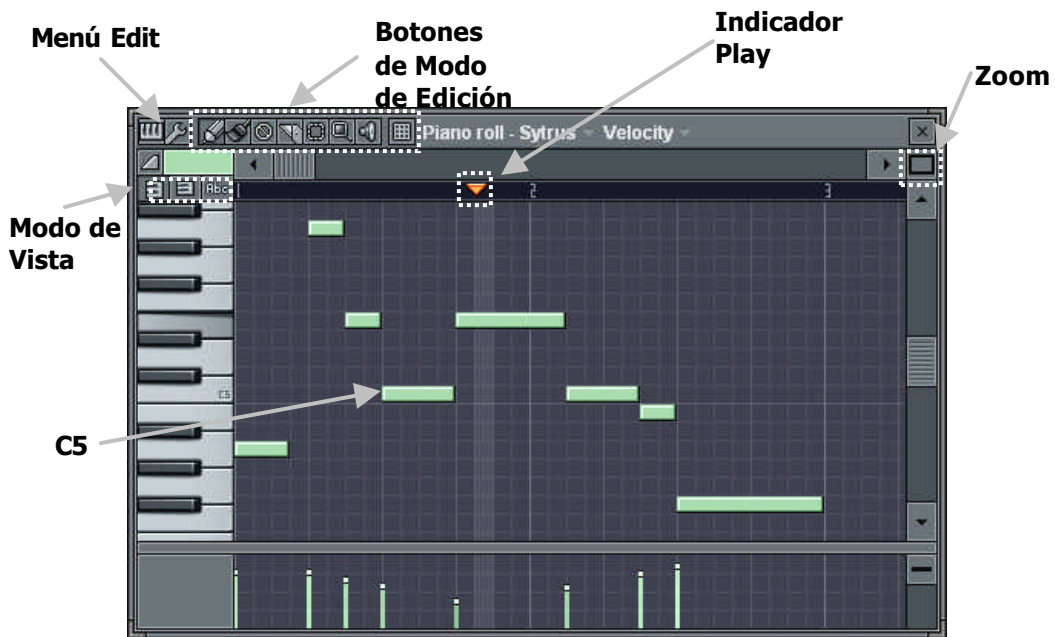 Menú Edit
Botones
de Modo
de Edición
Indicador
Play
Zoom
Piano roll - Sytrus Velocity
Abc
1
2
3
Modo de
Vista
C5
C5